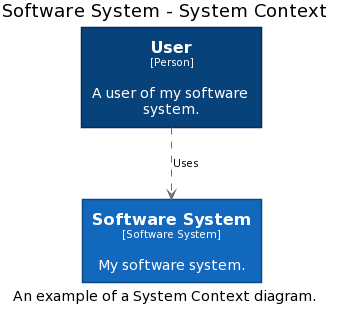 Software System - System Context
User
[Person]
A user of my software
system.
Uses
Software System
[Software System]
My software system.
An example of a System Context diagram.